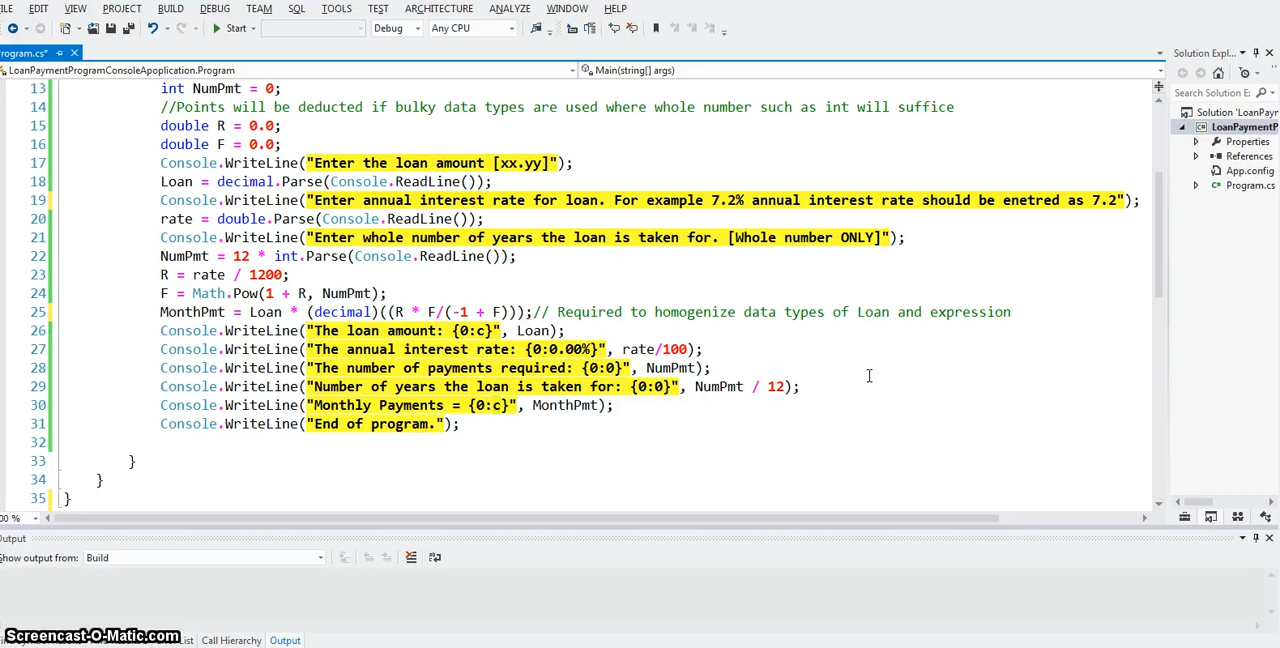 ILE EDIT VIEW PROJECT BUILD DEBUG TEAM SQL TOOLS TEST ARCHITECTURE ANALYZE WINDOW HELP
Start Debug Any CPU
rogram.cs*
LoanPaymentProgramConsoleApoplication.Program Main(string[] args)
13 int NumPmt = 0;
14 //Points will be deducted if bulky data types are used where whole number such as int will suffice
15 double R = 0.0;
16 double F = 0.0;
17 Console.WriteLine("Enter the loan amount [xx.yy]");
18 Loan = decimal.Parse(Console.ReadLine());
19 Console.WriteLine("Enter annual interest rate for loan. For example 7.2% annual interest rate should be enetred as 7.2");
20 rate = double.Parse(Console.ReadLine());
21 Console.WriteLine("Enter whole number of years the loan is taken for. [Whole number ONLY]");
22 NumPmt = 12 * int.Parse(Console.ReadLine());
23 R = rate / 1200;
24 F = Math.Pow(1 + R, NumPmt);
25 MonthPmt = Loan * (decimal)((R * F/(-1 + F)));// Required to homogenize data types of Loan and expression
26 Console.WriteLine("The loan amount: {0:c}", Loan);
27 Console.WriteLine("The annual interest rate: {0:0.00%}", rate/100);
28 Console.WriteLine("The number of payments required: {0:0}", NumPmt);
29 Console.WriteLine("Number of years the loan is taken for: {0:0}", NumPmt / 12);
30 Console.WriteLine("Monthly Payments = {0:c}", MonthPmt);
31 Console.WriteLine("End of program.");
32
33 }
34 }
35 }
00 %
Solution Expl...
Search Solution E
Solution 'LoanPayn
LoanPaymentP
Properties
References
App.config
Program.cs
Output
Show output from: Build
Screencast-O-Matic.com
List Call Hierarchy Output